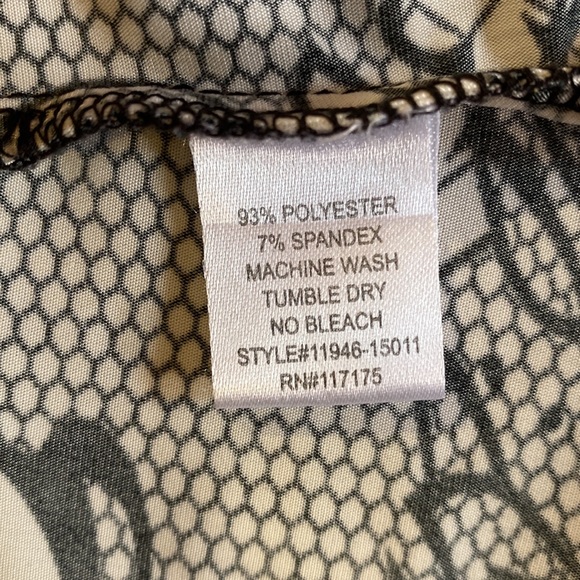 93% POLYESTER
7% SPANDEX
MACHINE WASH
TUMBLE DRY
NO BLEACH
STYLE#11946-15011
RN#117175